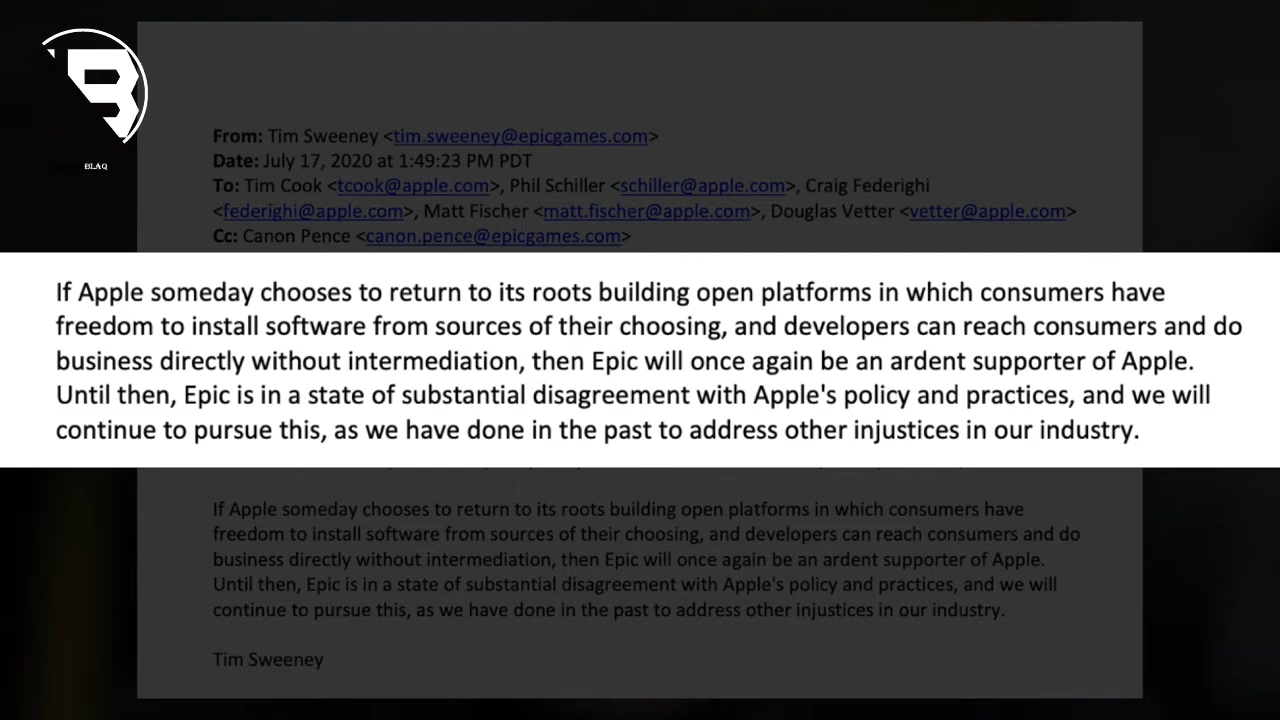 BLAQ
From: Tim Sweeney <tim.sweeney@epicgames.com>
Date: July 17, 2020 at 1:49:23 PM PDT
To: Tim Cook <tcook@apple.com>, Phil Schiller <schiller@apple.com>, Craig Federighi
<federighi@apple.com>, Matt Fischer <matt.fischer@apple.com>, Douglas Vetter <vetter@apple.com>
Cc: Canon Pence <canon.pence@epicgames.com>
If Apple someday chooses to return to its roots building open platforms in which consumers have
freedom to install software from sources of their choosing, and developers can reach consumers and do
business directly without intermediation, then Epic will once again be an ardent supporter of Apple.
Until then, Epic is in a state of substantial disagreement with Apple's policy and practices, and we will
continue to pursue this, as we have done in the past to address other injustices in our industry.
If Apple someday chooses to return to its roots building open platforms in which consumers have
freedom to install software from sources of their choosing, and developers can reach consumers and do
business directly without intermediation, then Epic will once again be an ardent supporter of Apple.
Until then, Epic is in a state of substantial disagreement with Apple's policy and practices, and we will
continue to pursue this, as we have done in the past to address other injustices in our industry.
Tim Sweeney